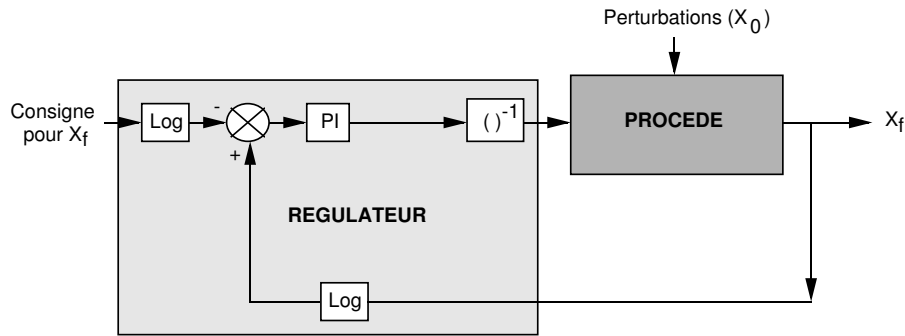 Perturbations (X0)
Consigne
pour Xf
Log
-
PI
( )-1
PROCEDE
Xf
+
REGULATEUR
Log